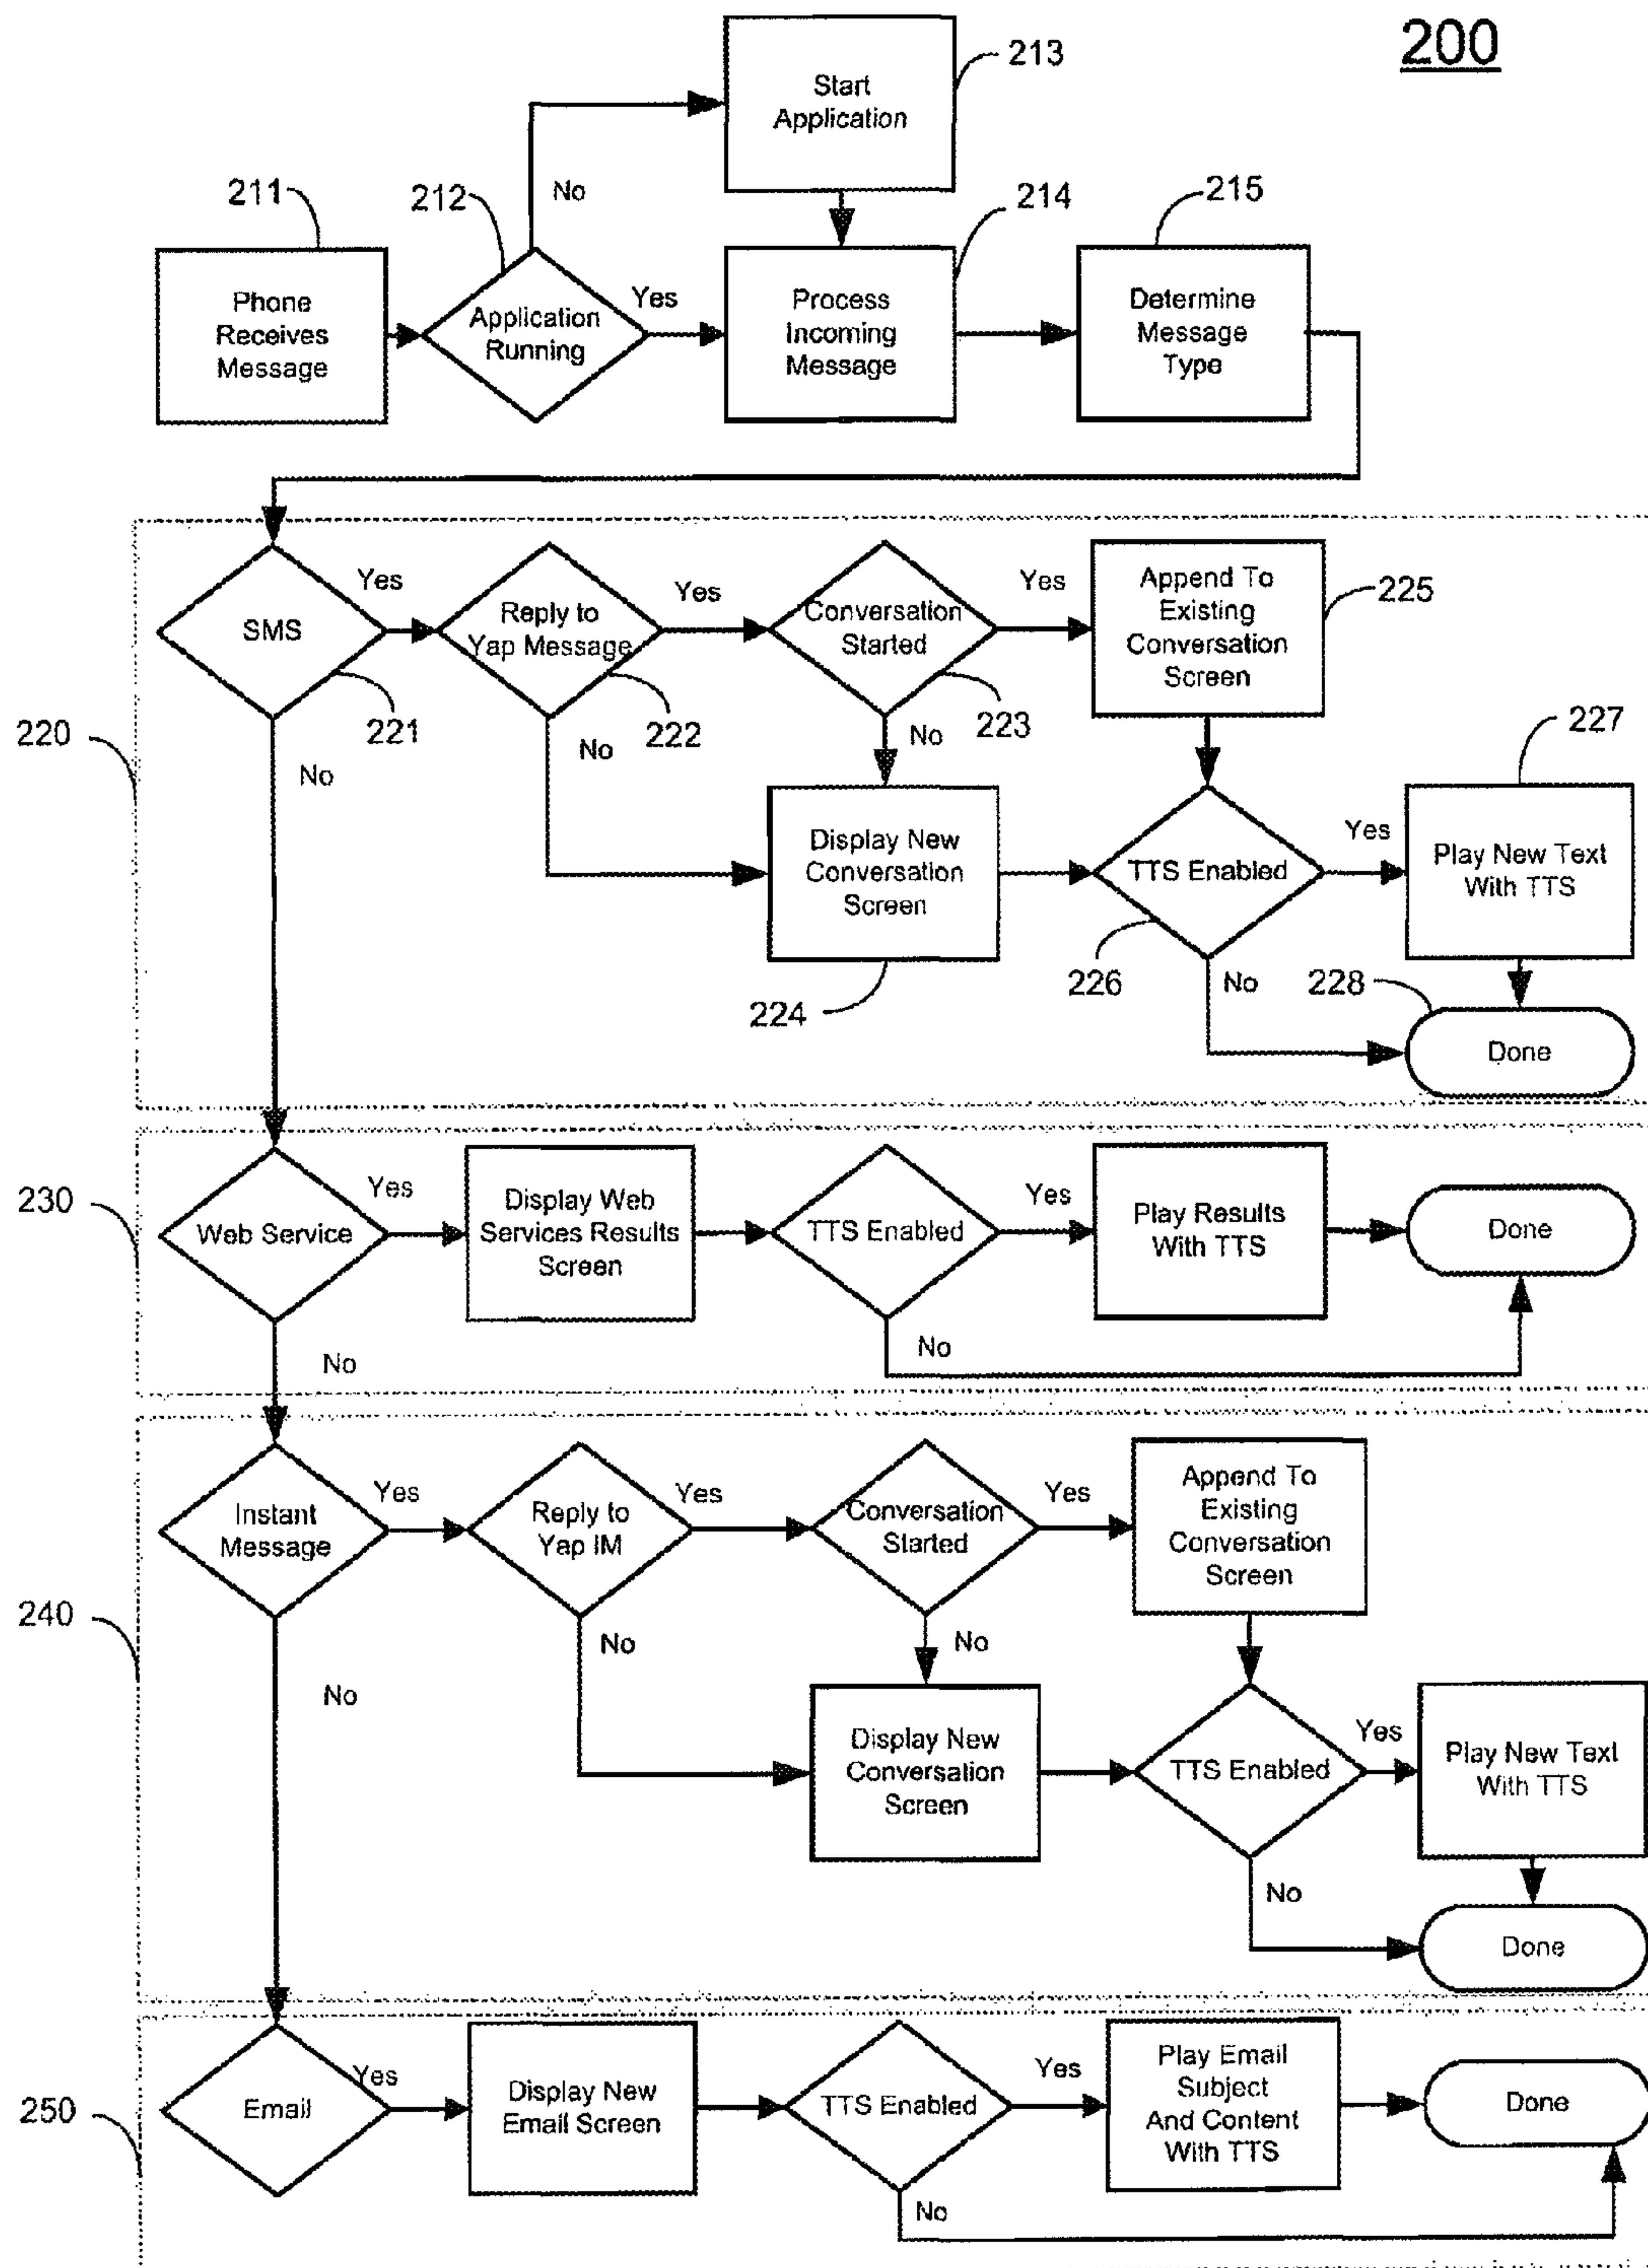 200
213
Start
Application
No
211
212
214
215
Phone
Receives
Message
Application
Running
Yes
Process
Incoming
Message
Determine
Message
Type
220
SMS
Yes
221
No
Reply to
Yap Message
Yes
222
No
Conversation
Started
Yes
223
No
Append To
Existing
Conversation
Screen
225
Display New
Conversation
Screen
224
TTS Enabled
Yes
226
No
227
Play New Text
With TTS
228
Done
230
Web Service
Yes
No
Display Web
Services Results
Screen
TTS Enabled
Yes
No
Play Results
With TTS
Done
240
Instant
Message
Yes
No
Reply to
Yap IM
Yes
No
Conversation
Started
Yes
No
Append To
Existing
Conversation
Screen
Display New
Conversation
Screen
TTS Enabled
Yes
No
Play New Text
With TTS
Done
250
Email
Yes
Display New
Email Screen
TTS Enabled
Yes
No
Play Email
Subject
And Content
With TTS
Done